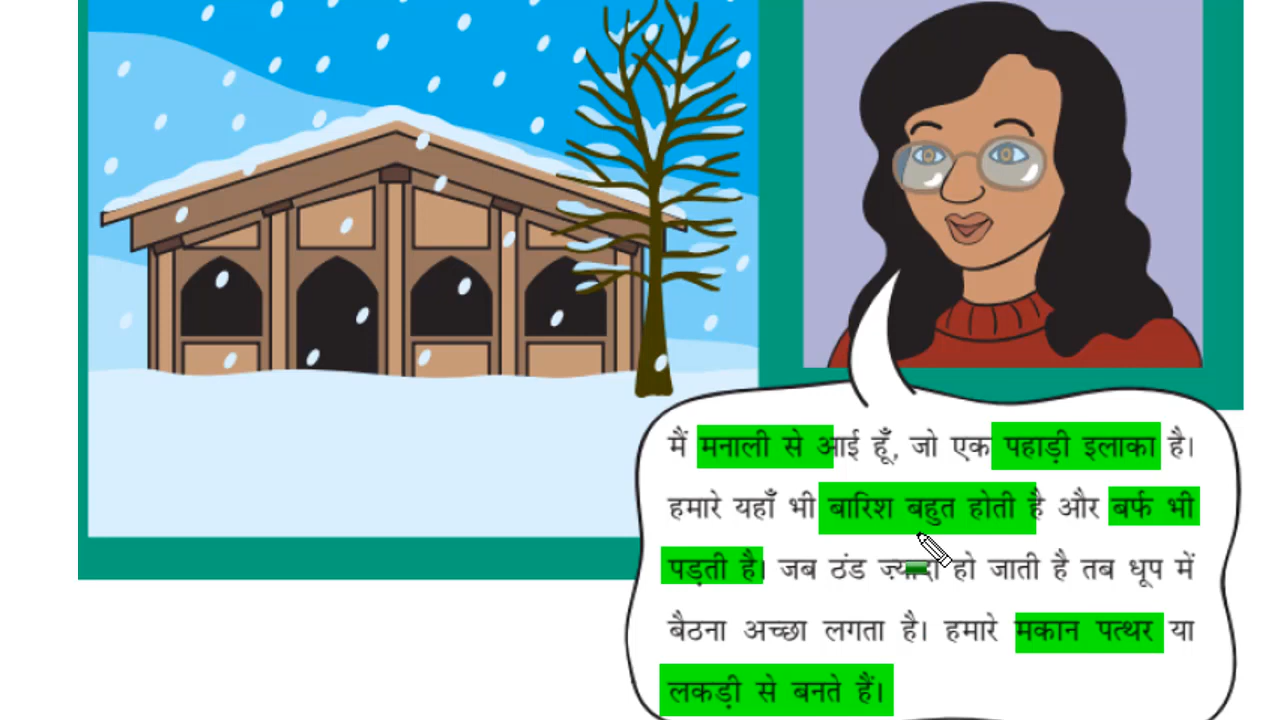 मैं मनाली से आई हूँ, जो एक पहाड़ी इलाका है।
हमारे यहाँ भी बारिश बहुत होती है और बर्फ भी
पड़ती है। जब ठंड ज़्यादा हो जाती है तब धूप में
बैठना अच्छा लगता है। हमारे मकान पत्थर या
लकड़ी से बनते हैं।